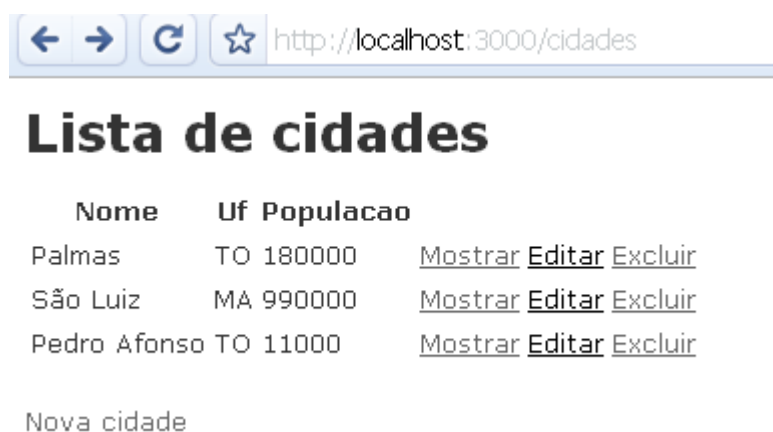 http://localhost:3000/cidades
Lista de cidades
Nome Uf Populacao
Palmas TO 180000 Mostrar Editar Excluir
São Luiz MA 990000 Mostrar Editar Excluir
Pedro Afonso TO 11000 Mostrar Editar Excluir
Nova cidade